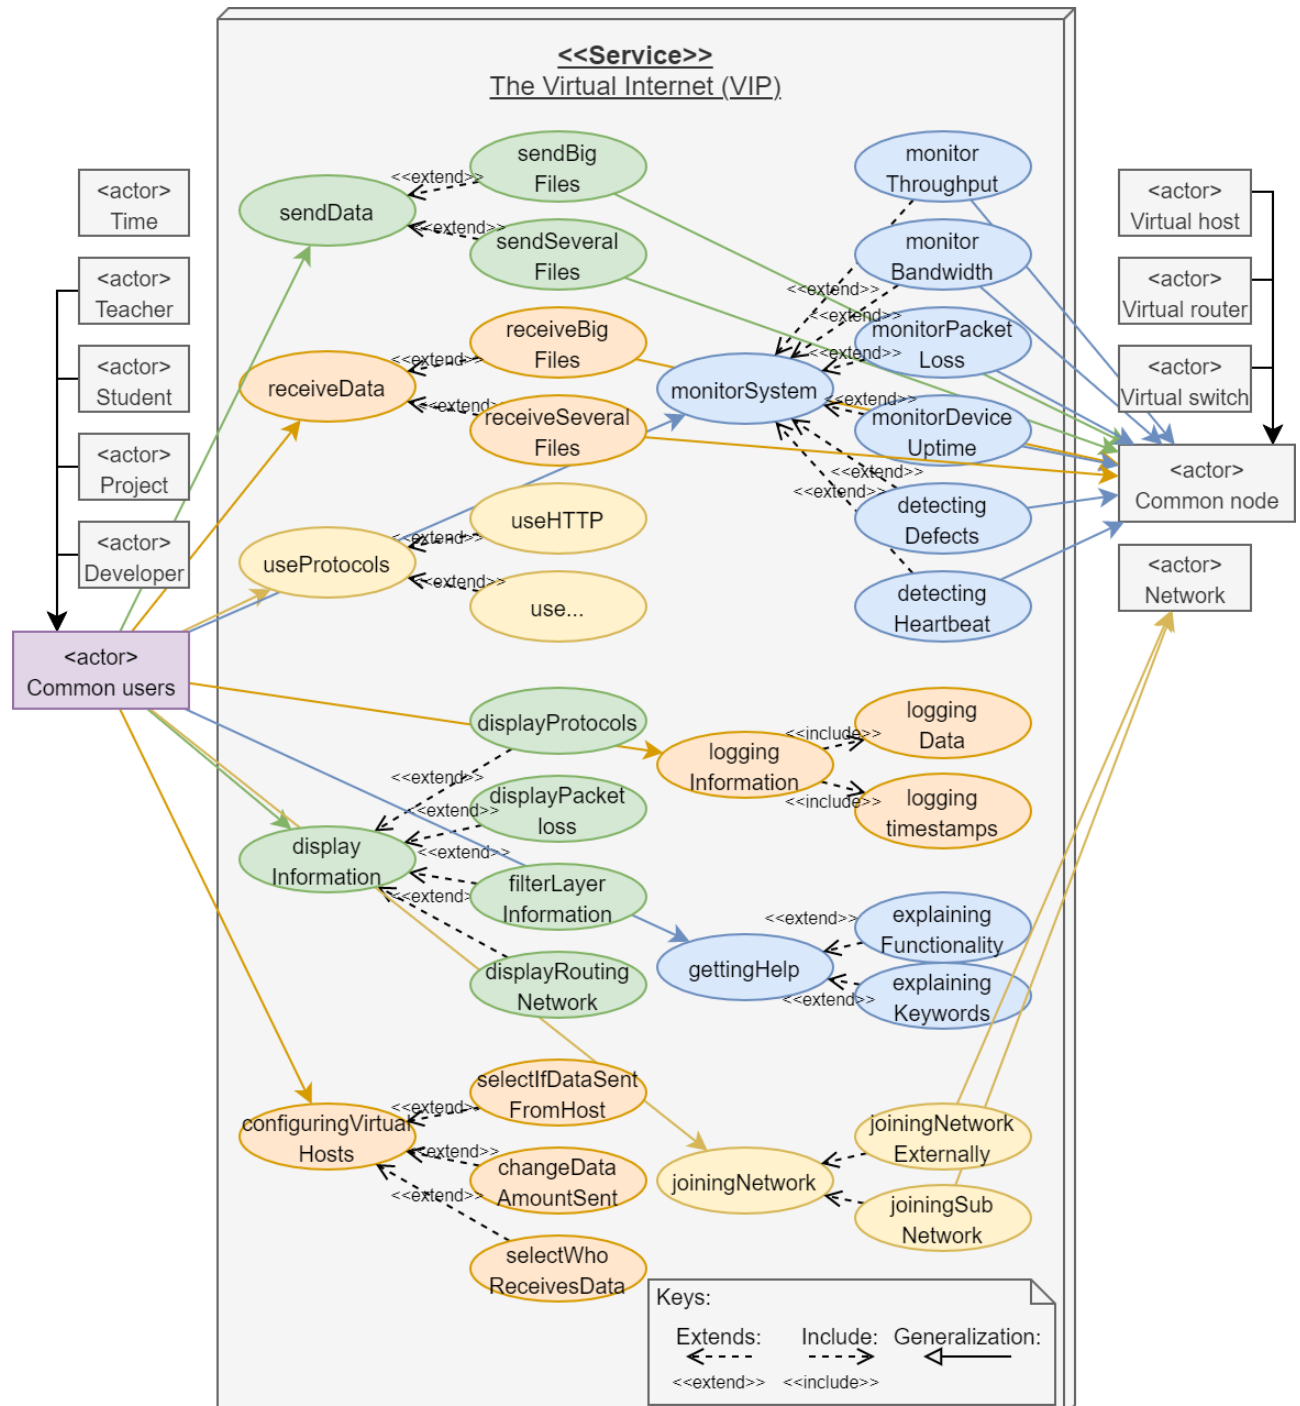 <<Service>>
The Virtual Internet (VIP)
<actor>
Time
<actor>
Teacher
<actor>
Student
<actor>
Project
<actor>
Developer
<actor>
Common users
sendData
<<extend>>
<<extend>>
sendBig
Files
sendSeveral
Files
receiveData
<<extend>>
<<extend>>
receiveBig
Files
receiveSeveral
Files
useProtocols
<<extend>>
<<extend>>
useHTTP
use...
monitorSystem
<<extend>>
<<extend>>
<<extend>>
<<extend>>
<<extend>>
<<extend>>
monitor
Throughput
monitor
Bandwidth
monitorPacket
Loss
monitorDevice
Uptime
detecting
Defects
detecting
Heartbeat
<actor>
Virtual host
<actor>
Virtual router
<actor>
Virtual switch
<actor>
Common node
<actor>
Network
display
Information
<<extend>>
<<extend>>
<<extend>>
<<extend>>
displayProtocols
displayPacket
loss
filterLayer
Information
displayRouting
Network
logging
Information
<<include>>
<<include>>
logging
Data
logging
timestamps
gettingHelp
<<extend>>
<<extend>>
explaining
Functionality
explaining
Keywords
configuringVirtual
Hosts
<<extend>>
<<extend>>
<<extend>>
selectIfDataSent
FromHost
changeData
AmountSent
selectWho
ReceivesData
joiningNetwork
joiningNetwork
Externally
joiningSub
Network
Keys:
Extends:
Include:
Generalization:
<<extend>>
<<include>>